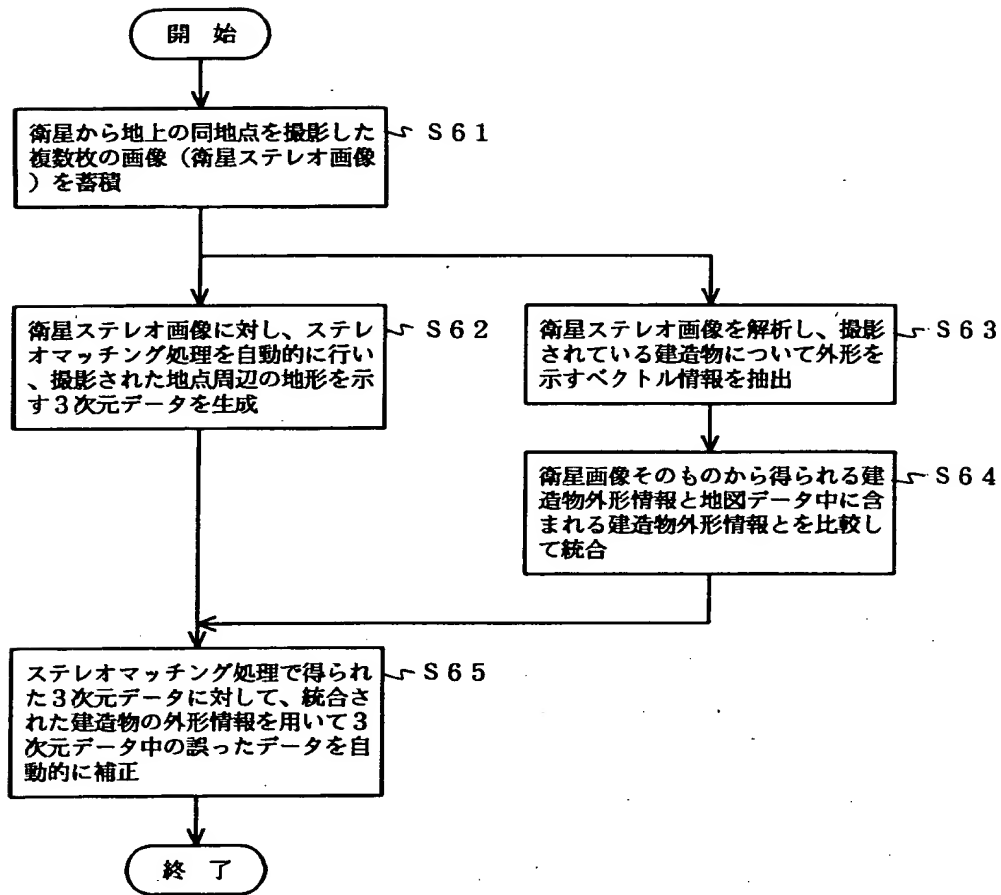 開 始
衛星から地上の同地点を撮影した
複数枚の画像（衛星ステレオ画像
）を蓄積
S61
衛星ステレオ画像に対し、ステレ
オマッチング処理を自動的に行い
、撮影された地点周辺の地形を示
す3次元データを生成
S62
衛星ステレオ画像を解析し、撮影
されている建造物について外形を
示すベクトル情報を抽出
S63
衛星画像そのものから得られる建
造物外形情報と地図データ中に含
まれる建造物外形情報とを比較し
て統合
S64
ステレオマッチング処理で得られ
た3次元データに対して、統合さ
れた建造物の外形情報を用いて3
次元データ中の誤ったデータを自
動的に補正
S65
終 了